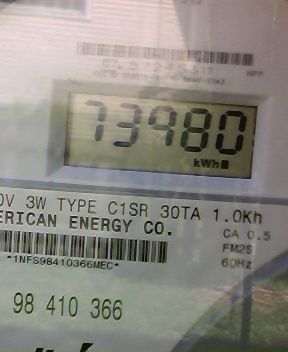 73980
kWh
0V 3W TYPE C1SR 30TA 1.0Kh
ERICAN ENERGY CO.
CA 0.5
FM2S
60Hz
*1NFS98410366MEC*
98 410 366